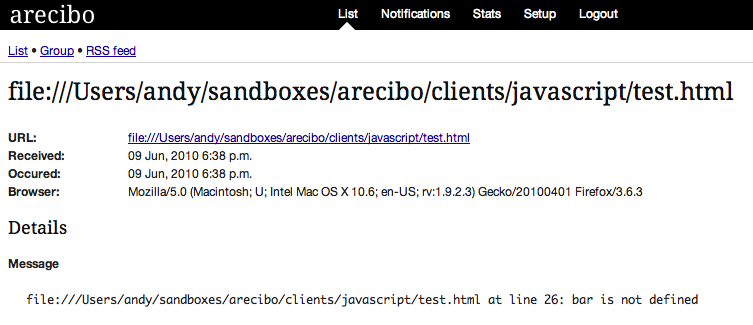 arecibo List Notifications Stats Setup Logout
List • Group • RSS feed
file:///Users/andy/sandboxes/arecibo/clients/javascript/test.html
URL: file:///Users/andy/sandboxes/arecibo/clients/javascript/test.html
Received: 09 Jun, 2010 6:38 p.m.
Occured: 09 Jun, 2010 6:38 p.m.
Browser: Mozilla/5.0 (Macintosh; U; Intel Mac OS X 10.6; en-US; rv:1.9.2.3) Gecko/20100401 Firefox/3.6.3
Details
Message
file:///Users/andy/sandboxes/arecibo/clients/javascript/test.html at line 26: bar is not defined